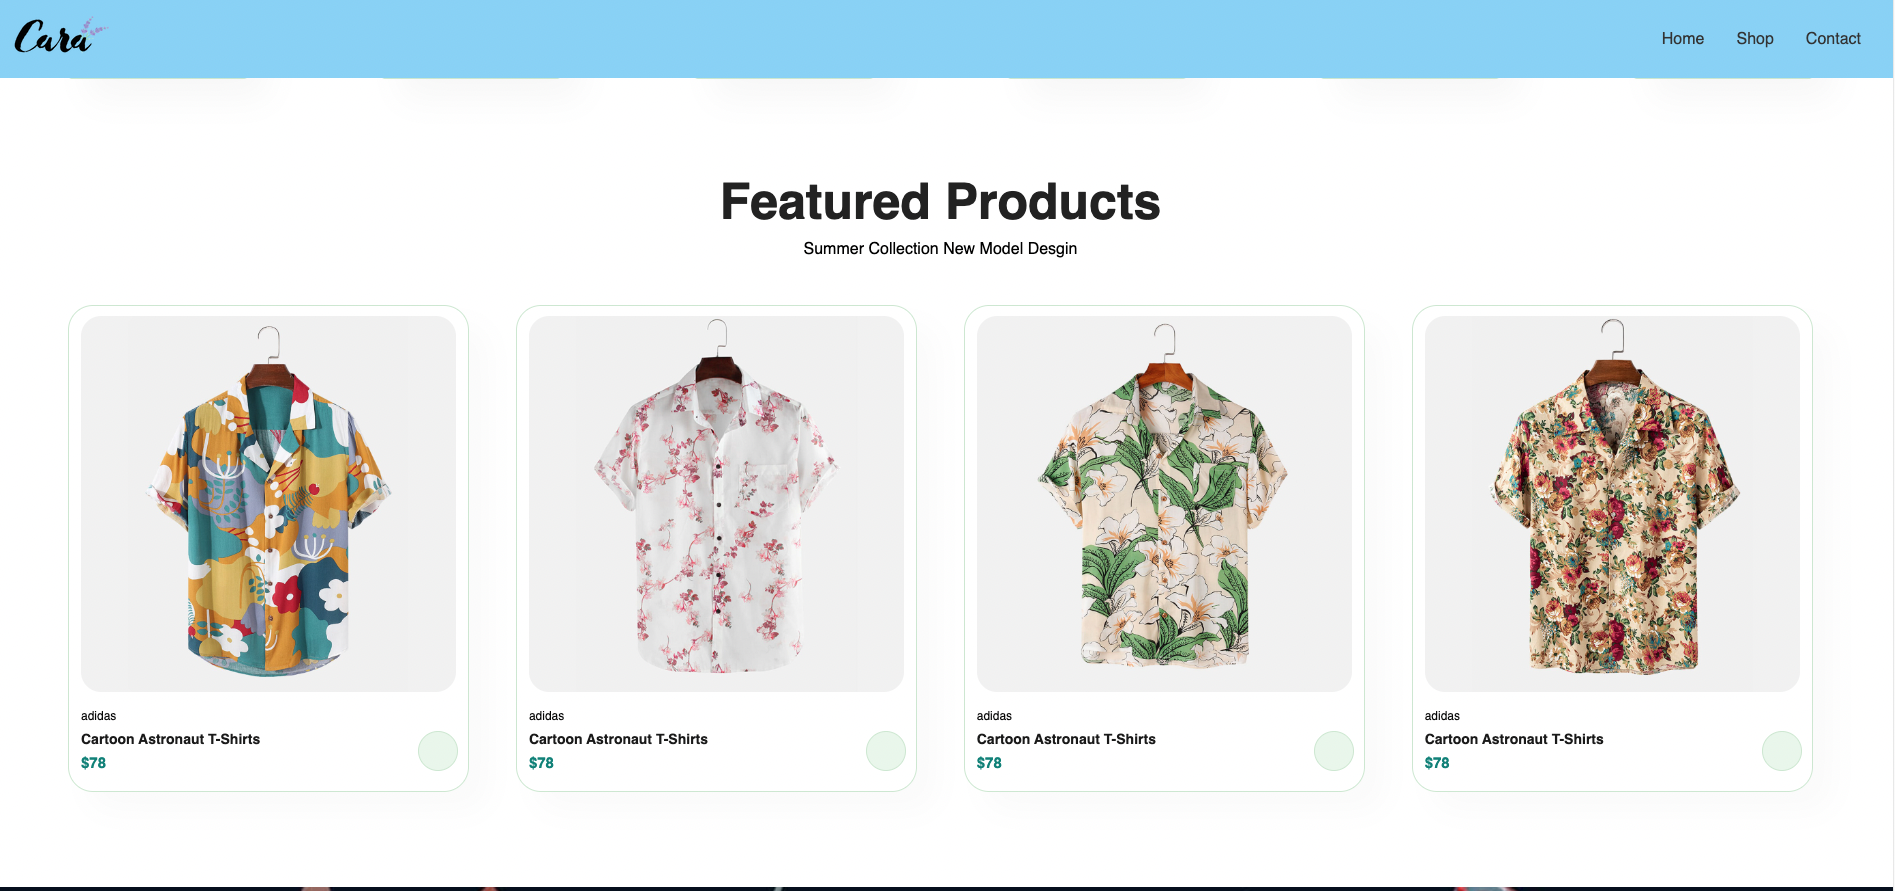 Cara
Home
Shop
Contact
Featured Products
Summer Collection New Model Desgin
adidas
Cartoon Astronaut T-Shirts
$78
adidas
Cartoon Astronaut T-Shirts
$78
adidas
Cartoon Astronaut T-Shirts
$78
adidas
Cartoon Astronaut T-Shirts
$78